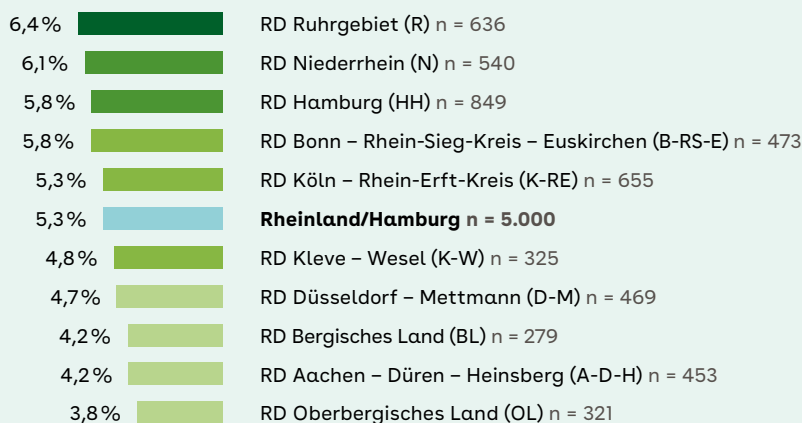 6,4% RD Ruhrgebiet (R) n = 636
6,1% RD Niederrhein (N) n = 540
5,8% RD Hamburg (HH) n = 849
5,8% RD Bonn – Rhein-Sieg-Kreis – Euskirchen (B-RS-E) n = 473
5,3% RD Köln – Rhein-Erft-Kreis (K-RE) n = 655
5,3% Rheinland/Hamburg n = 5.000
4,8% RD Kleve – Wesel (K-W) n = 325
4,7% RD Düsseldorf – Mettmann (D-M) n = 469
4,2% RD Bergisches Land (BL) n = 279
4,2% RD Aachen – Düren – Heinsberg (A-D-H) n = 453
3,8% RD Oberbergisches Land (OL) n = 321